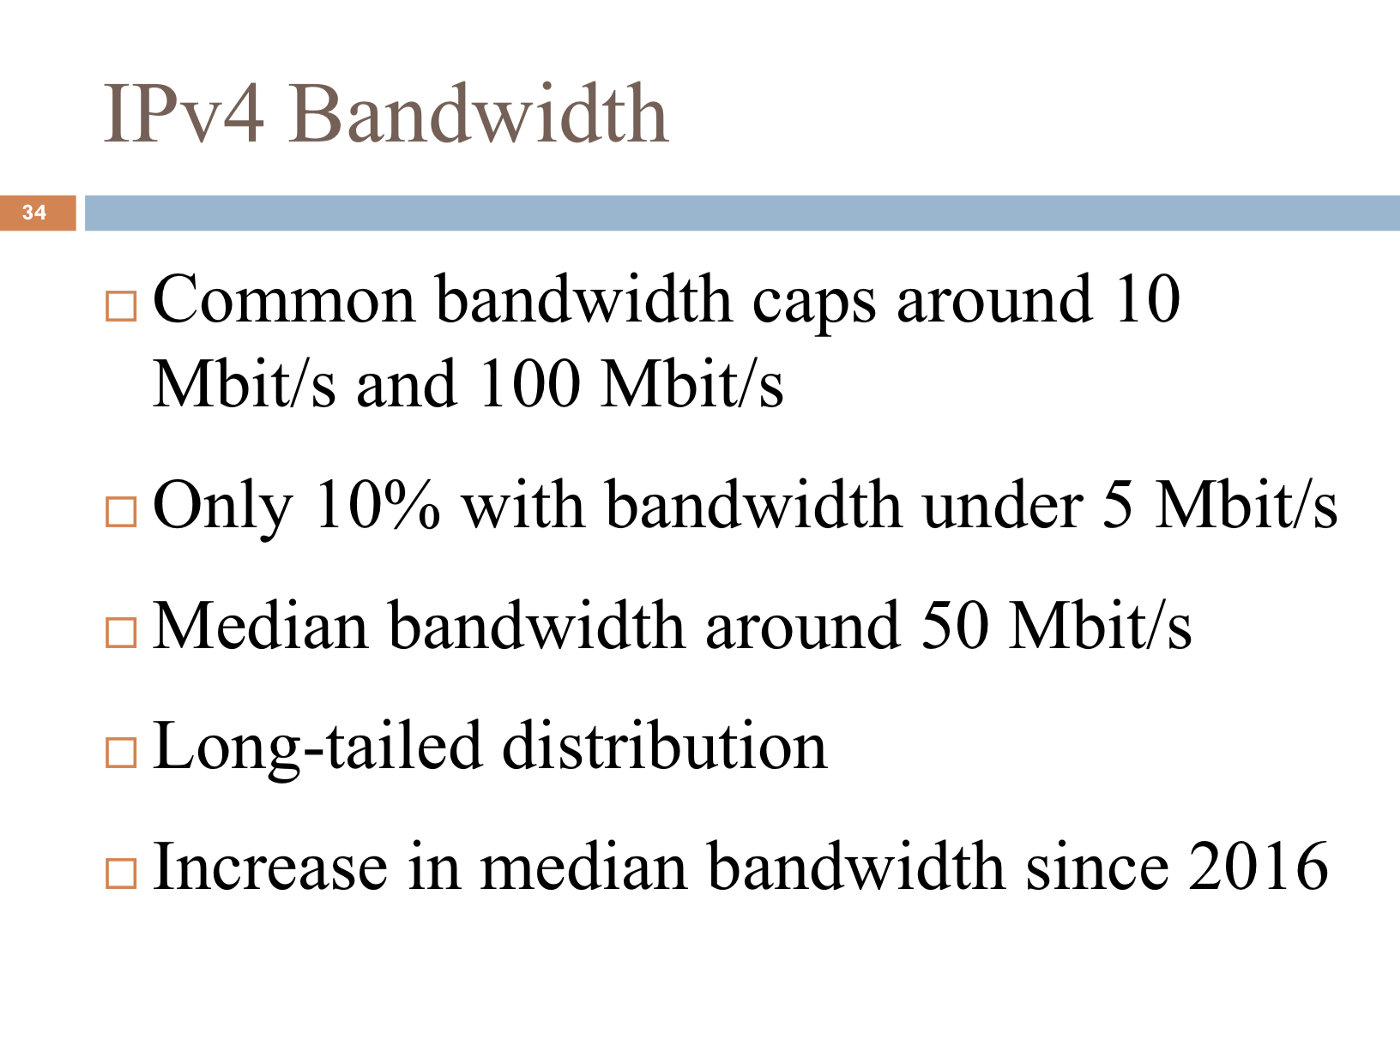 IPv4 Bandwidth
34
Common bandwidth caps around 10
Mbit/s and 100 Mbit/s
Only 10% with bandwidth under 5 Mbit/s
Median bandwidth around 50 Mbit/s
Long-tailed distribution
Increase in median bandwidth since 2016